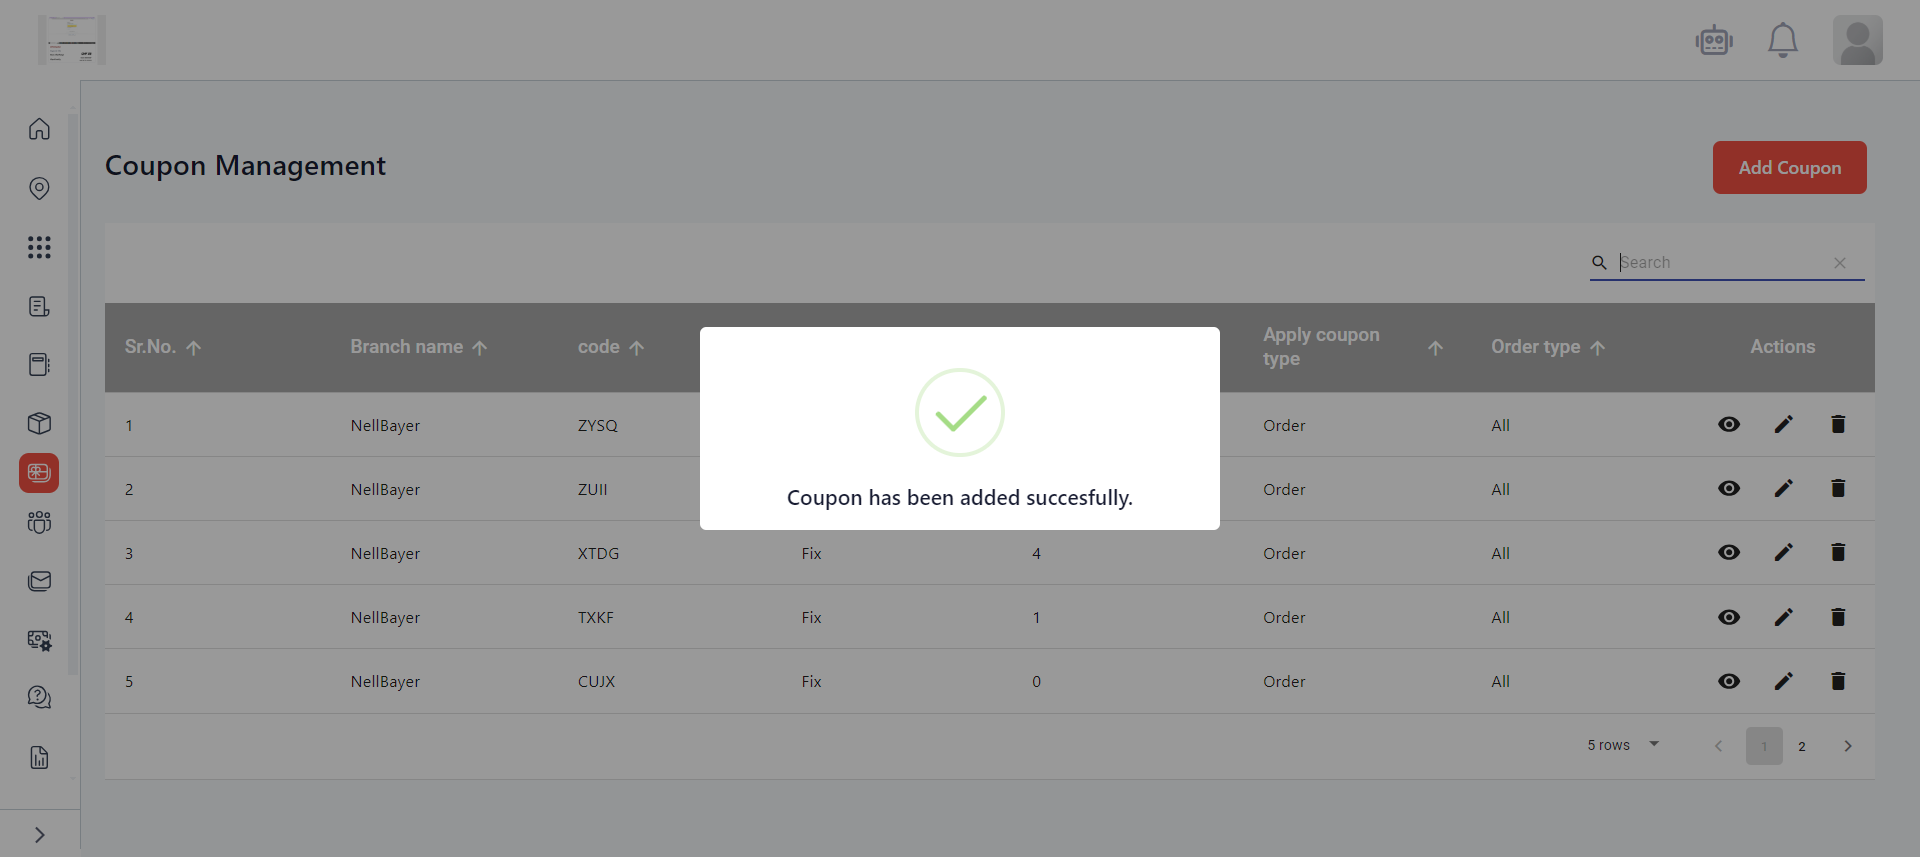 Coupon Management
Add Coupon
Search
Sr.No. Branch name code Apply coupon type Order type Actions
1 NellBayer ZYSQ Order All
2 NellBayer ZUII Order All
Coupon has been added succesfully.
3 NellBayer XTDG Fix 4 Order All
4 NellBayer TXKF Fix 1 Order All
5 NellBayer CUJX Fix 0 Order All
5 rows 1 2